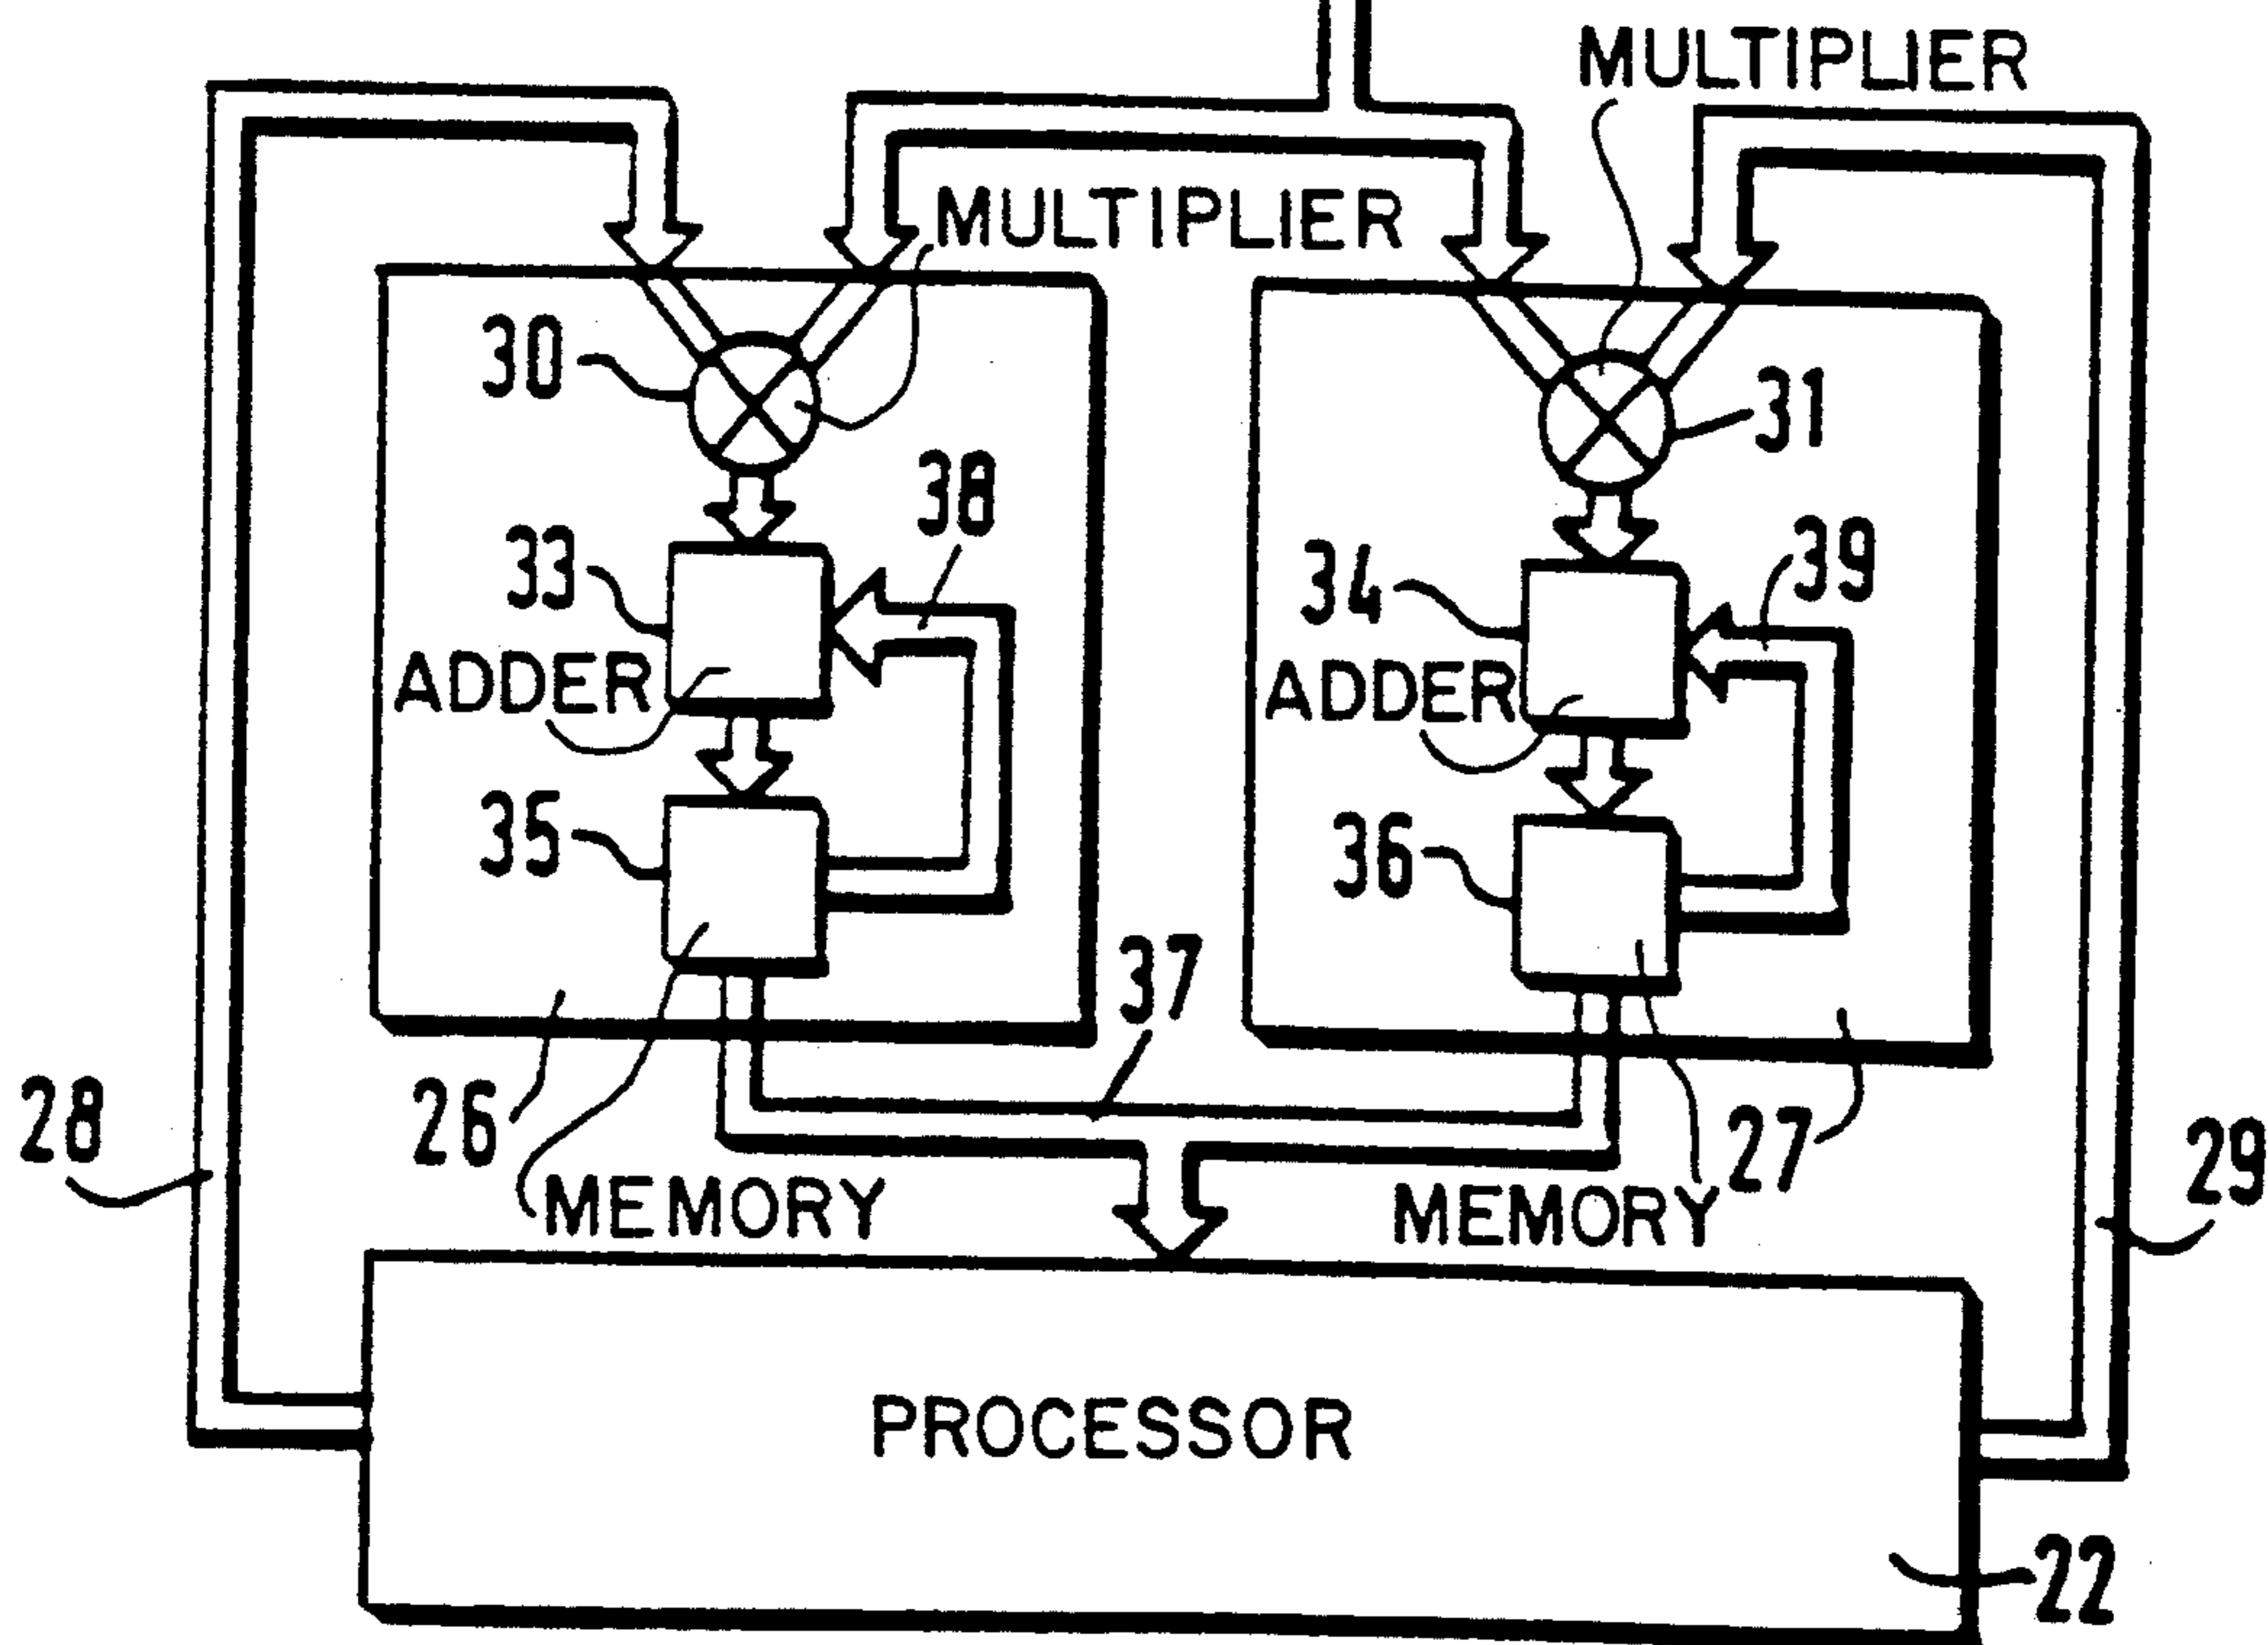 MULTIPLIER
MULTIPLIER
30
31
38
33
39
34
ADDER
ADDER
35
36
37
28
26
27
29
MEMORY
MEMORY
PROCESSOR
22